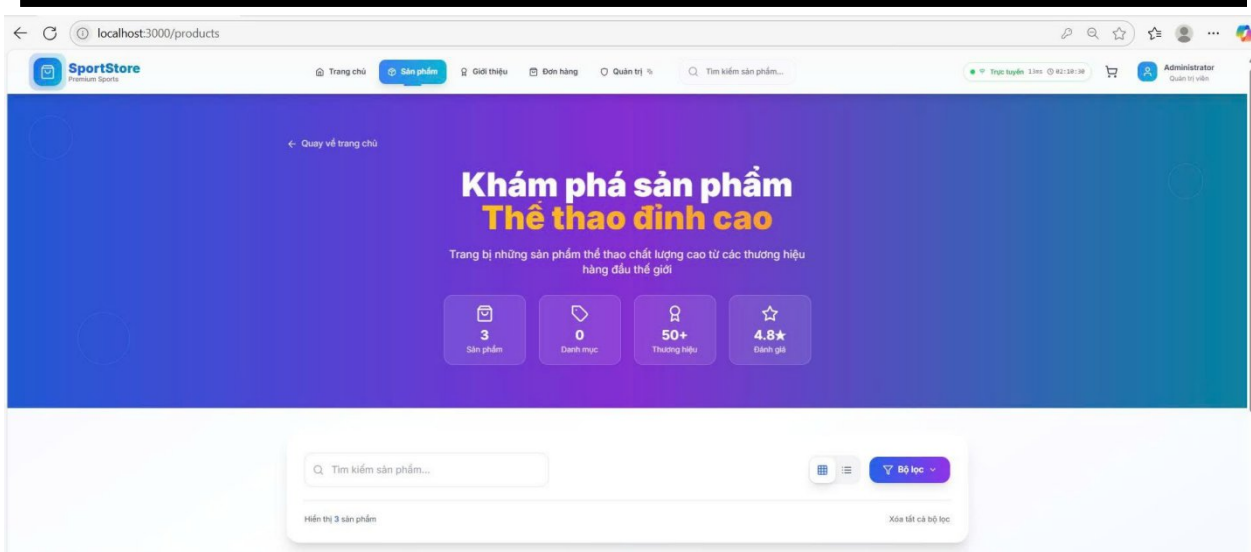 localhost:3000/products
SportStore
Premium Sports
Trang chủ
Sản phẩm
Giới thiệu
Đơn hàng
Quản trị
Tìm kiếm sản phẩm...
Trực tuyến 13ms 02:10:30
Administrator
Quản trị viên
← Quay về trang chủ
Khám phá sản phẩm
Thể thao đỉnh cao
Trang bị những sản phẩm thể thao chất lượng cao từ các thương hiệu
hàng đầu thế giới
3
Sản phẩm
0
Danh mục
50+
Thương hiệu
4.8★
Đánh giá
Tìm kiếm sản phẩm...
Bộ lọc
Hiển thị 3 sản phẩm
Xóa tất cả bộ lọc